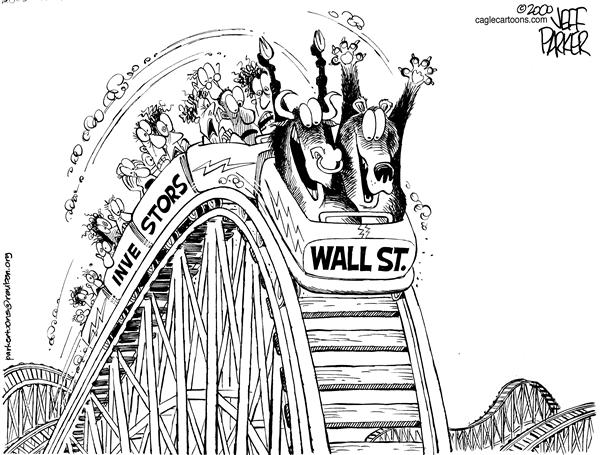 ©2000
caglecartoons.com
JEFF
PARKER
INVE STORS
WALL ST.